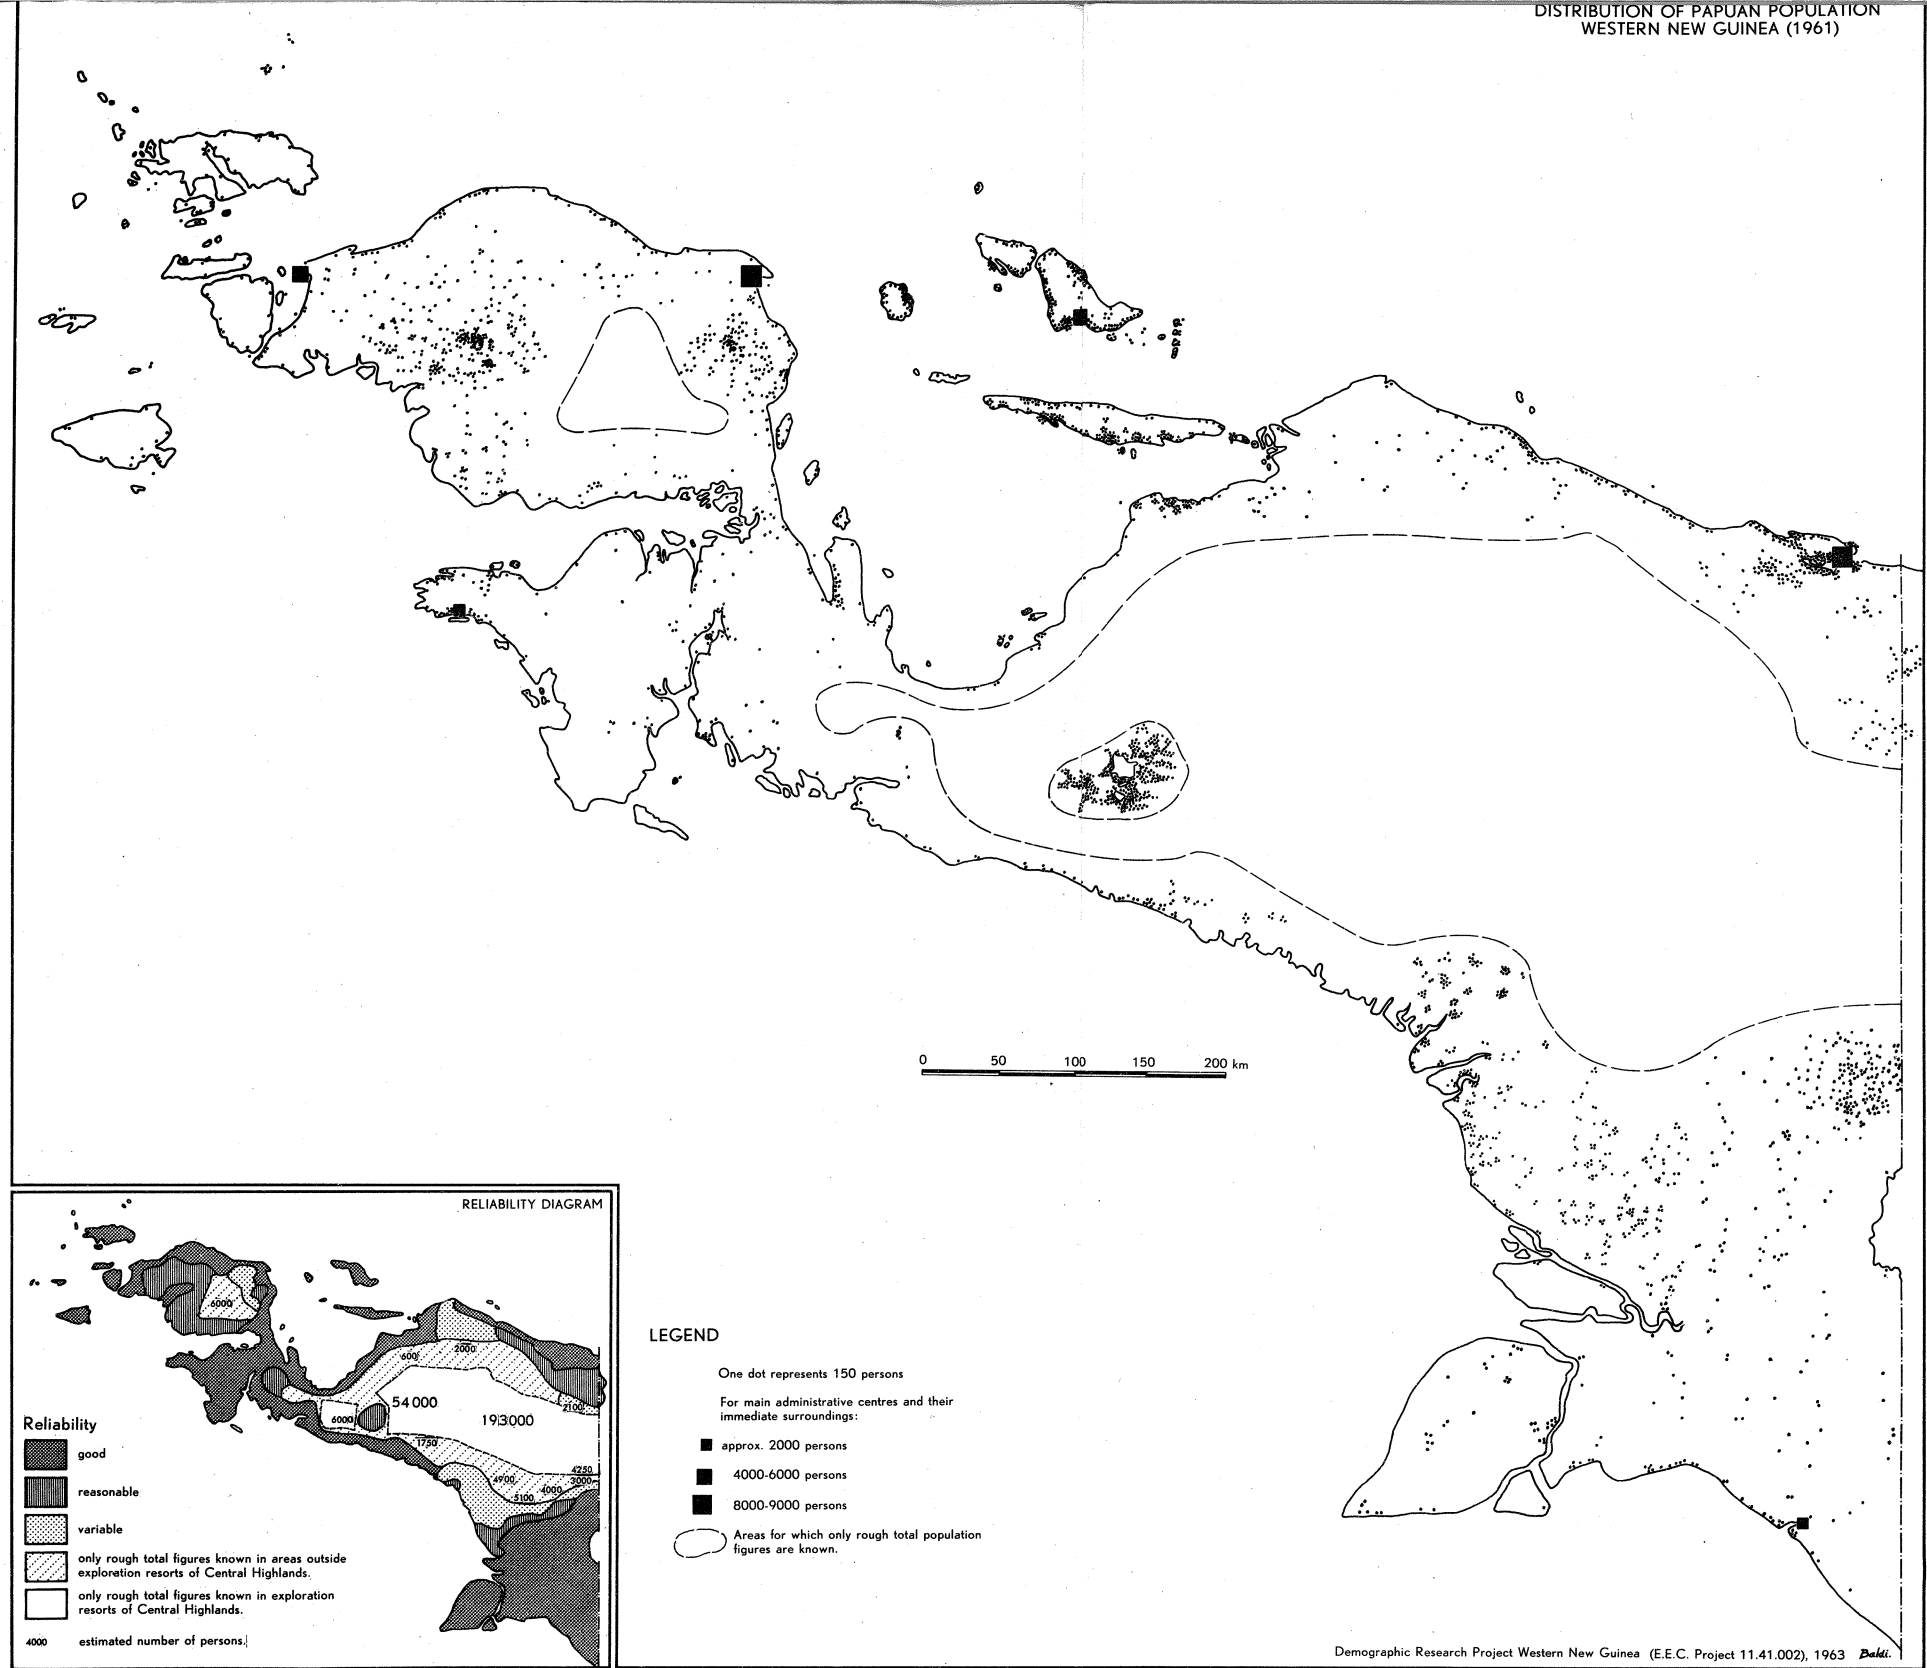 DISTRIBUTION OF PAPUAN POPULATION
WESTERN NEW GUINEA (1961)
0 50 100 150 200 km
RELIABILITY DIAGRAM
6000
600
2000
54000
193000
2100
6000
1750
4250
4900
3000
4000
5100
Reliability
good
reasonable
variable
only rough total figures known in areas outside
exploration resorts of Central Highlands.
only rough total figures known in exploration
resorts of Central Highlands.
4000 estimated number of persons.
LEGEND
One dot represents 150 persons
For main administrative centres and their
immediate surroundings:
approx. 2000 persons
4000-6000 persons
8000-9000 persons
Areas for which only rough total population
figures are known.
Demographic Research Project Western New Guinea (E.E.C. Project 11.41.002), 1963 Baldi.